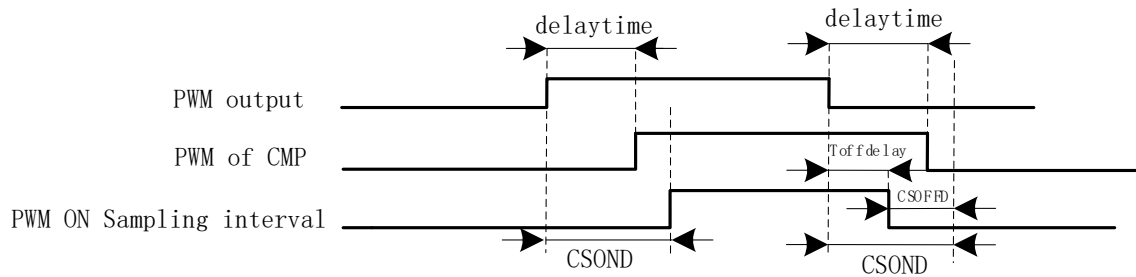 delaytime
delaytime
PWM output
PWM of CMP
Toffdelay
CSOFFD
PWM ON Sampling interval
CSOND
CSOND